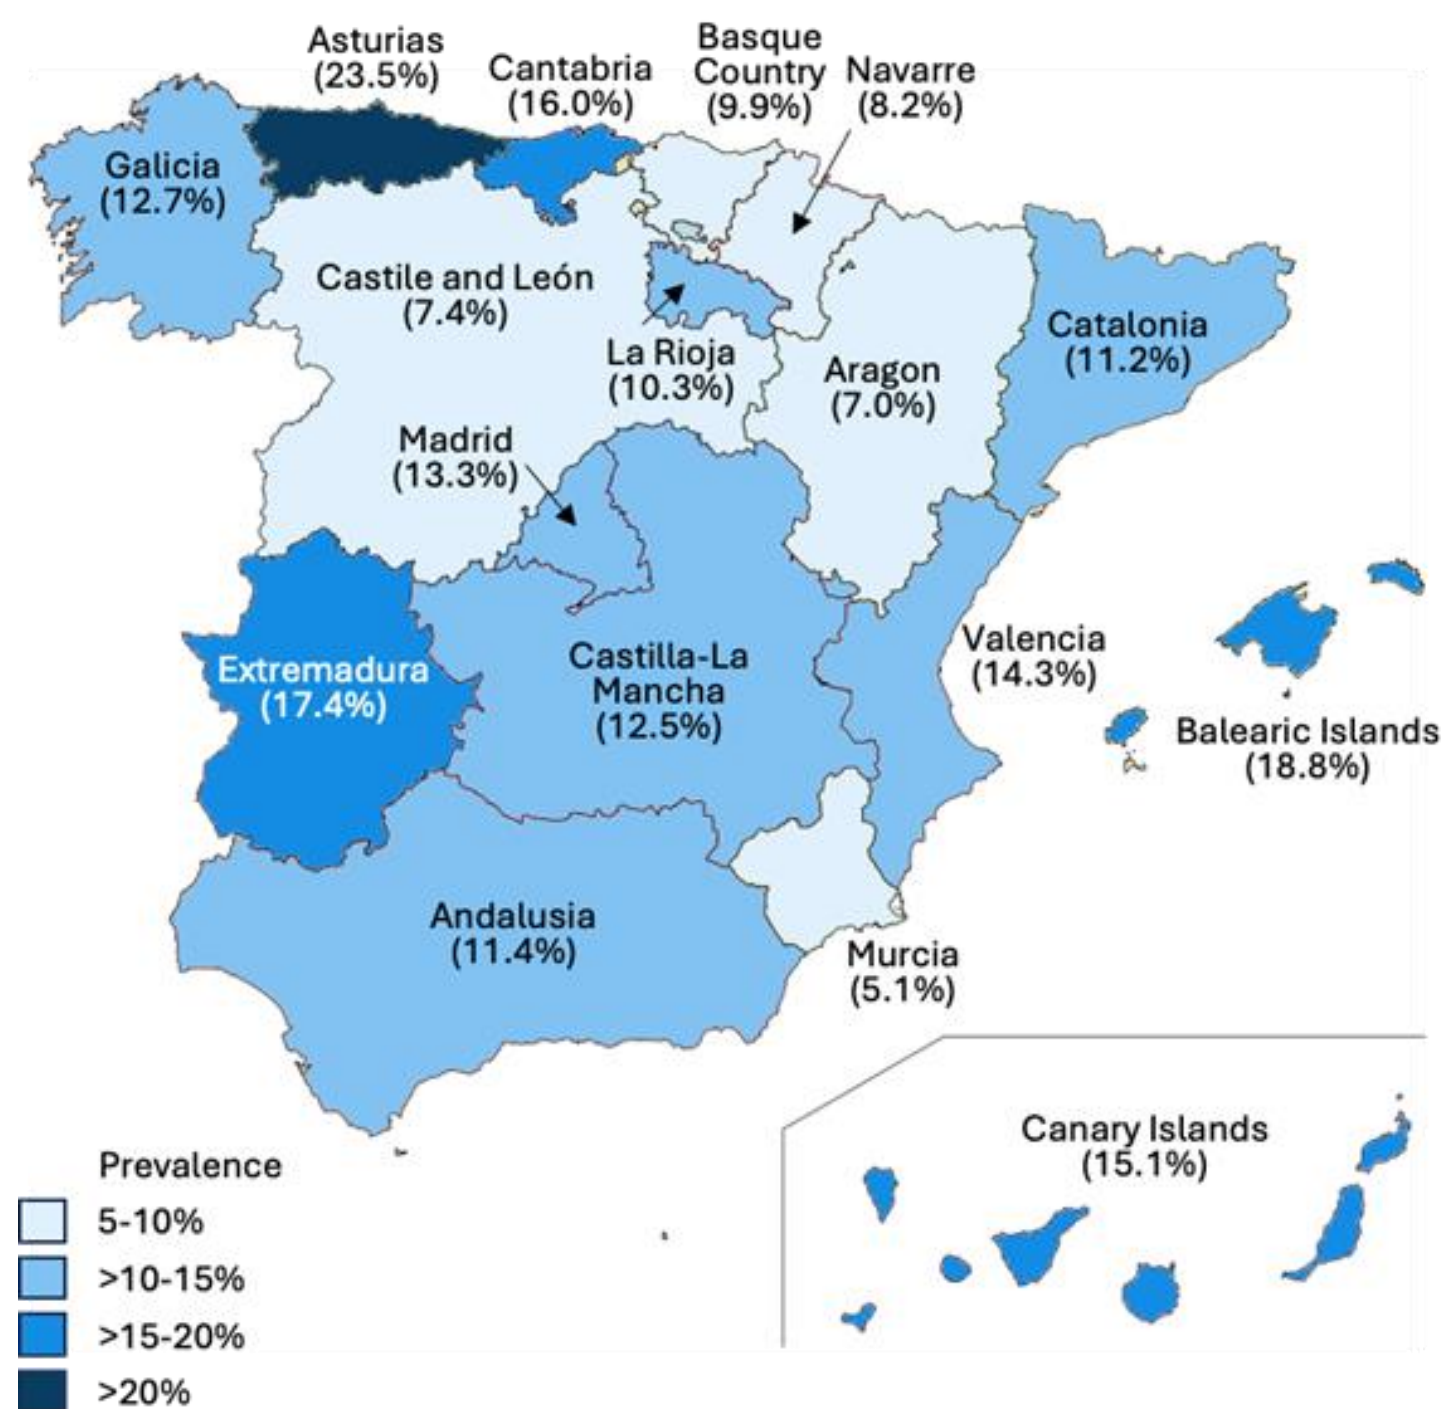 Asturias
(23.5%)
Cantabria
(16.0%)
Basque
Country
(9.9%)
Navarre
(8.2%)
Galicia
(12.7%)
Castile and León
(7.4%)
La Rioja
(10.3%)
Aragon
(7.0%)
Catalonia
(11.2%)
Madrid
(13.3%)
Extremadura
(17.4%)
Castilla-La
Mancha
(12.5%)
Valencia
(14.3%)
Balearic Islands
(18.8%)
Andalusia
(11.4%)
Murcia
(5.1%)
Canary Islands
(15.1%)
Prevalence
5-10%
>10-15%
>15-20%
>20%